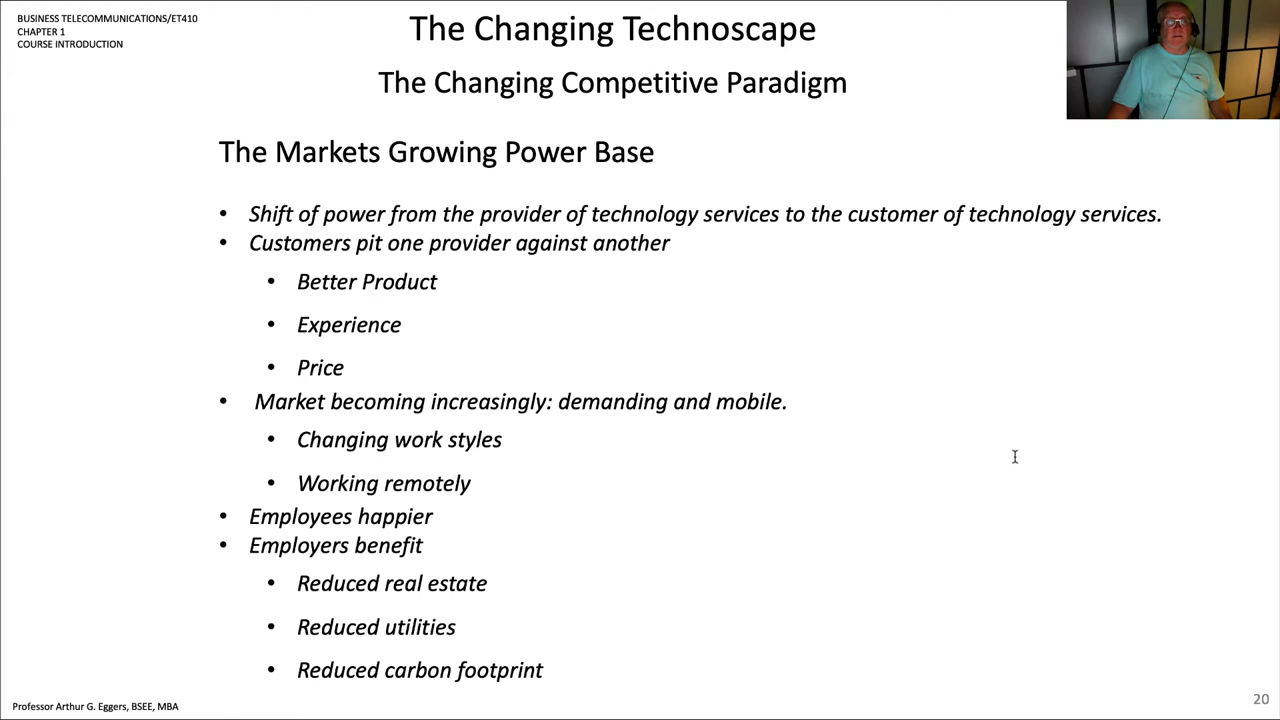 BUSINESS TELECOMMUNICATIONS/ET410
CHAPTER 1
COURSE INTRODUCTION
The Changing Technoscape
The Changing Competitive Paradigm
The Markets Growing Power Base
• Shift of power from the provider of technology services to the customer of technology services.
• Customers pit one provider against another
• Better Product
• Experience
• Price
• Market becoming increasingly: demanding and mobile.
• Changing work styles
• Working remotely
• Employees happier
• Employers benefit
• Reduced real estate
• Reduced utilities
• Reduced carbon footprint
Professor Arthur G. Eggers, BSEE, MBA
20